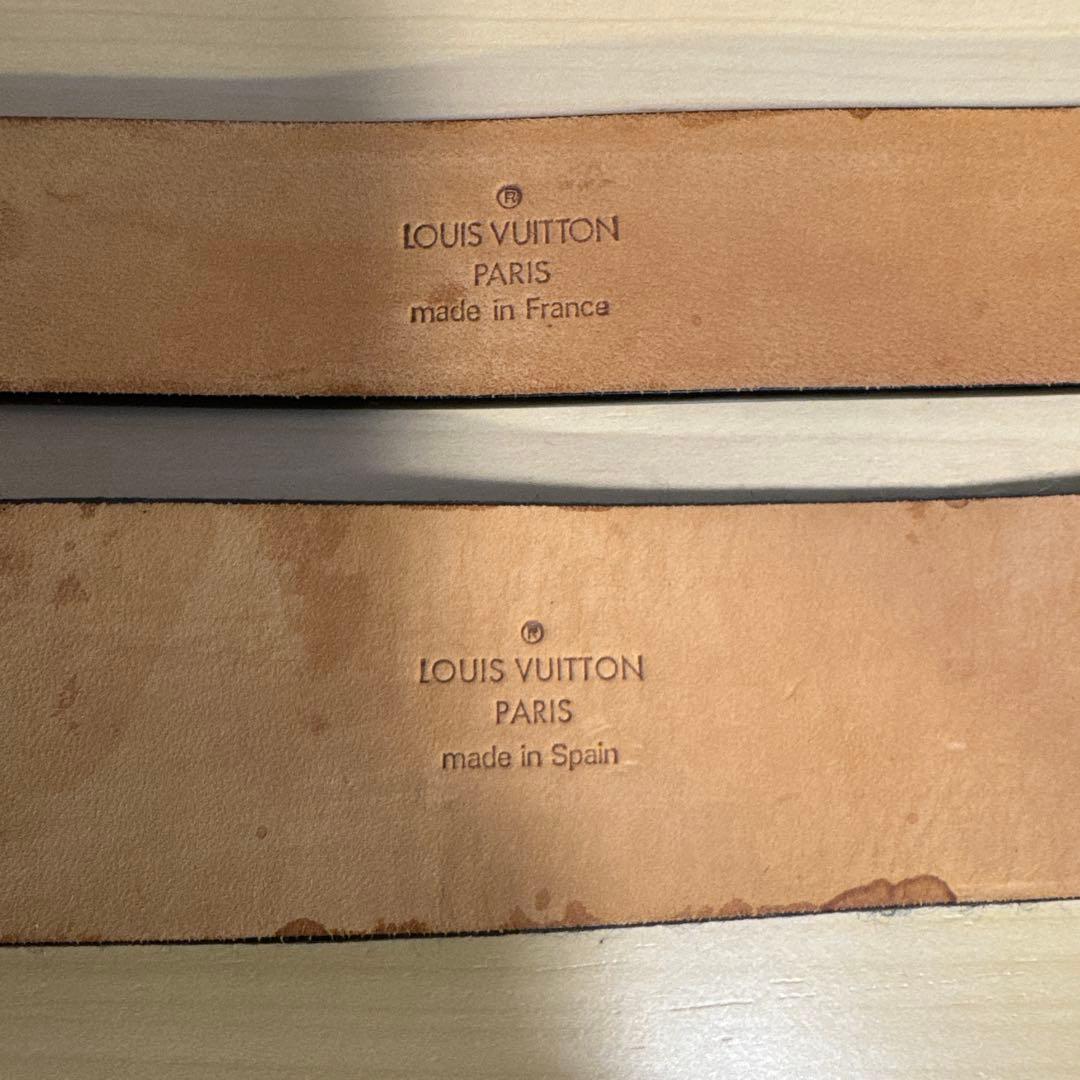 ®
LOUIS VUITTON
PARIS
made in France
®
LOUIS VUITTON
PARIS
made in Spain